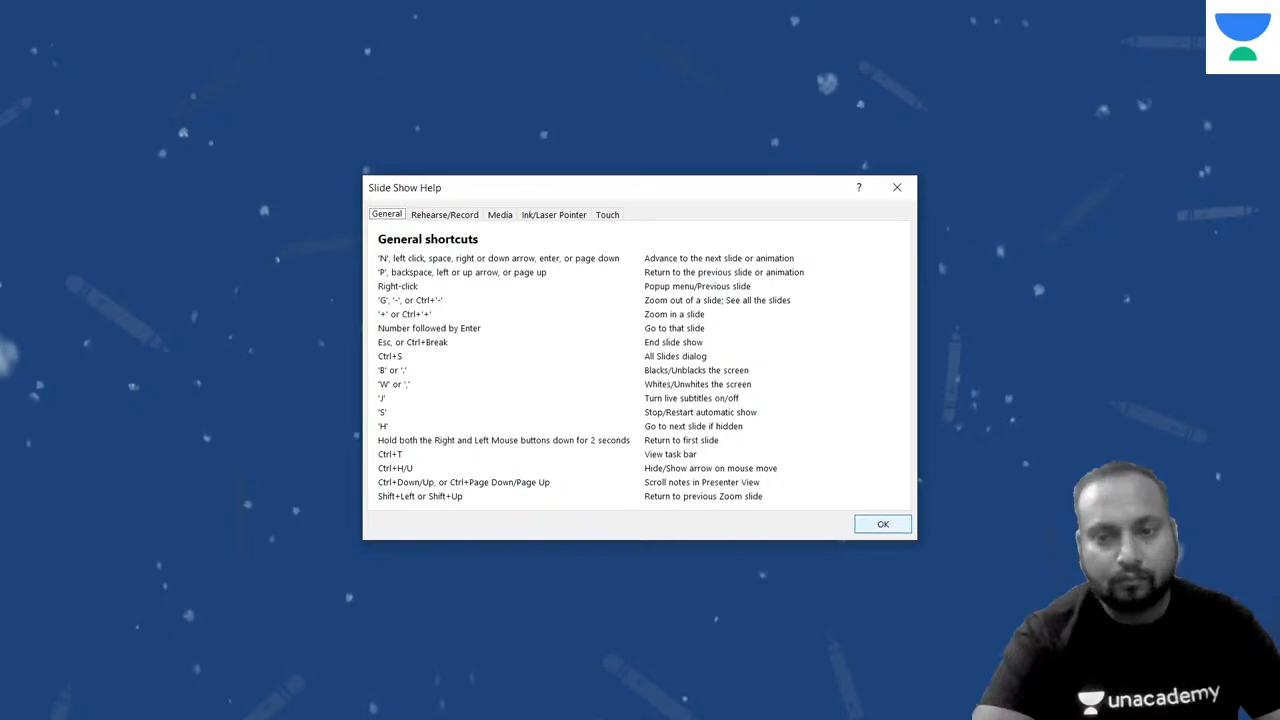 Slide Show Help
?
General Rehearse/Record Media Ink/Laser Pointer Touch
General shortcuts
'N', left click, space, right or down arrow, enter, or page down Advance to the next slide or animation
'P', backspace, left or up arrow, or page up Return to the previous slide or animation
Right-click Popup menu/Previous slide
'G', '-', or Ctrl+'-' Zoom out of a slide; See all the slides
'+' or Ctrl+'+' Zoom in a slide
Number followed by Enter Go to that slide
Esc, or Ctrl+Break End slide show
Ctrl+S All Slides dialog
'B' or '.' Blacks/Unblacks the screen
'W' or ',' Whites/Unwhites the screen
'J' Turn live subtitles on/off
'S' Stop/Restart automatic show
'H' Go to next slide if hidden
Hold both the Right and Left Mouse buttons down for 2 seconds Return to first slide
Ctrl+T View task bar
Ctrl+H/U Hide/Show arrow on mouse move
Ctrl+Down/Up, or Ctrl+Page Down/Page Up Scroll notes in Presenter View
Shift+Left or Shift+Up Return to previous Zoom slide
OK
unacademy